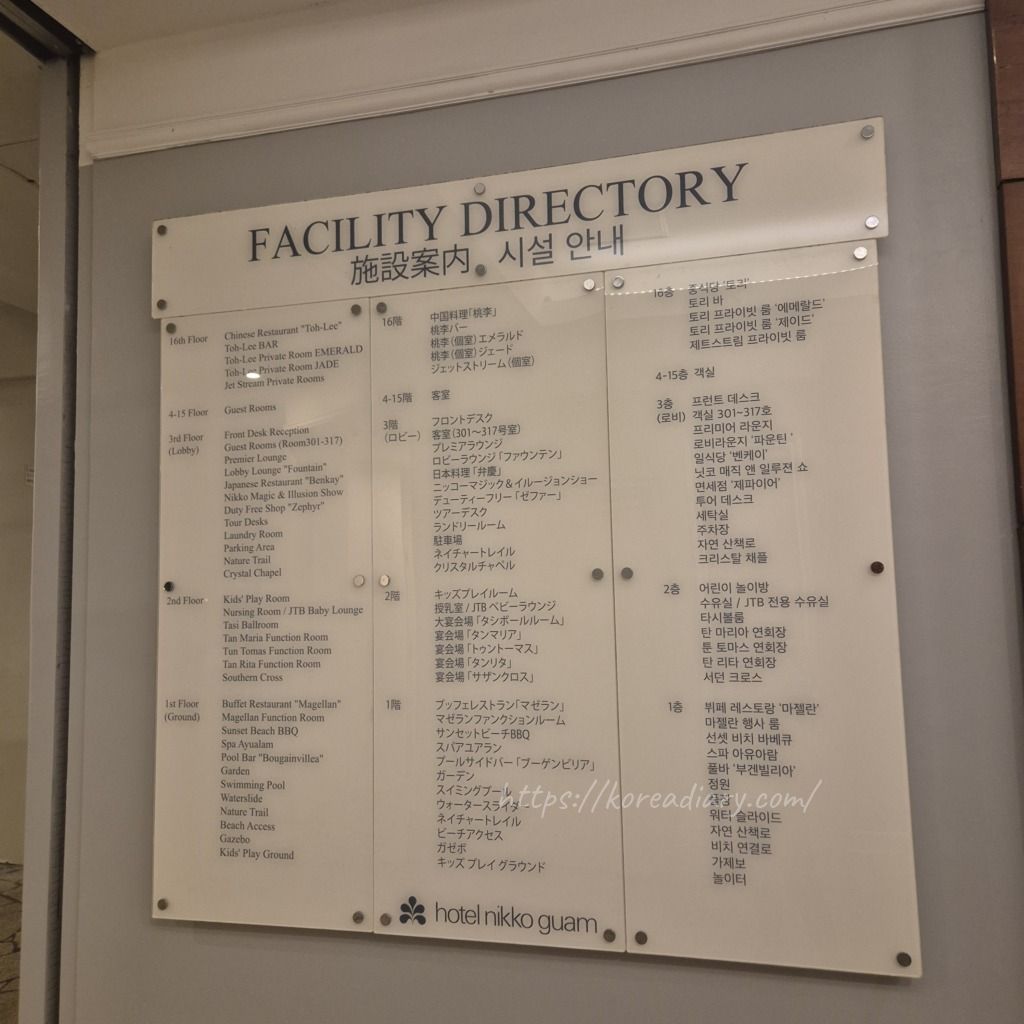 FACILITY DIRECTORY
施設案内 시설 안내
16th Floor Chinese Restaurant "Toh-Lee"
Toh-Lee BAR
Toh-Lee Private Room EMERALD
Toh-Lee Private Room JADE
Jet Stream Private Rooms
4-15 Floor Guest Rooms
3rd Floor Front Desk Reception
(Lobby) Guest Rooms (Room301-317)
Premier Lounge
Lobby Lounge "Fountain"
Japanese Restaurant "Benkay"
Nikko Magic & Illusion Show
Duty Free Shop "Zephyr"
Tour Desks
Laundry Room
Parking Area
Nature Trail
Crystal Chapel
2nd Floor Kids' Play Room
Nursing Room / JTB Baby Lounge
Tasi Ballroom
Tan Maria Function Room
Tun Tomas Function Room
Tan Rita Function Room
Southern Cross
1st Floor Buffet Restaurant "Magellan"
(Ground) Magellan Function Room
Sunset Beach BBQ
Spa Ayualam
Pool Bar "Bougainvillea"
Garden
Swimming Pool
Waterslide
Nature Trail
Beach Access
Gazebo
Kids' Play Ground
16階 中国料理「桃李」
桃李バー
桃李(個室)エメラルド
桃李(個室)ジェード
ジェットストリーム(個室)
4-15階 客室
3階 フロントデスク
(ロビー) 客室(301〜317号室)
プレミアラウンジ
ロビーラウンジ「ファウンテン」
日本料理「弁慶」
ニッコーマジック&イルージョンショー
デューティーフリー「ゼファー」
ツアーデスク
ランドリールーム
駐車場
ネイチャートレイル
クリスタルチャペル
2階 キッズプレイルーム
授乳室 / JTB ベビーラウンジ
大宴会場「タシボールルーム」
宴会場「タンマリア」
宴会場「トゥントーマス」
宴会場「タンリタ」
宴会場「サザンクロス」
1階 ブッフェレストラン「マゼラン」
マゼランファンクションルーム
サンセットビーチBBQ
スパアユアラン
プールサイドバー「ブーゲンビリア」
ガーデン
スイミングプール
ウォータースライダー
ネイチャートレイル
ビーチアクセス
ガゼボ
キッズ プレイ グラウンド
16층 중식당 '토리'
토리 바
토리 프라이빗 룸 '에메랄드'
토리 프라이빗 룸 '제이드'
제트스트림 프라이빗 룸
4-15층 객실
3층 프런트 데스크
(로비) 객실 301~317호
프리미어 라운지
로비라운지 '파운틴 '
일식당 '벤케이'
닛코 매직 앤 일루젼 쇼
면세점 '제파이어'
투어 데스크
세탁실
주차장
자연 산책로
크리스탈 채플
2층 어린이 놀이방
수유실 / JTB 전용 수유실
타시볼룸
탄 마리아 연회장
툰 토마스 연회장
탄 리타 연회장
서던 크로스
1층 뷔페 레스토랑 '마젤란'
마젤란 행사 룸
선셋 비치 바베큐
스파 아유아람
풀바 '부겐빌리아'
정원
워터 슬라이드
자연 산책로
비치 연결로
가제보
놀이터
https://koreadiary.com/
hotel nikko guam